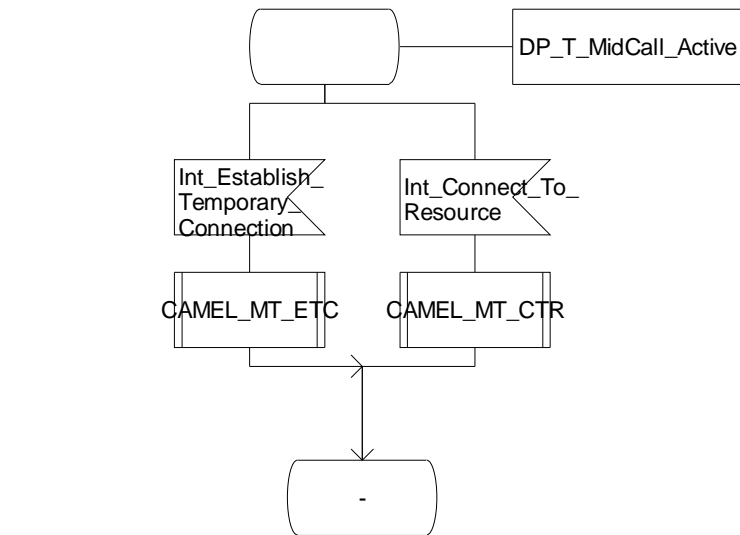 DP_T_MidCall_Active
Int_Establish_
Temporary_
Connection
Int_Connect_To_
Resource
CAMEL_MT_ETC
CAMEL_MT_CTR
-